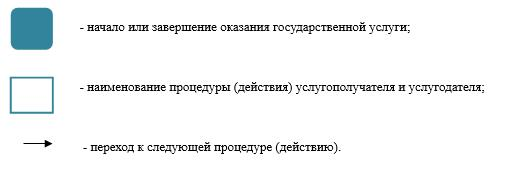 - начало или завершение оказания государственной услуги;
- наименование процедуры (действия) услугополучателя и услугодателя;
- переход к следующей процедуре (действию).